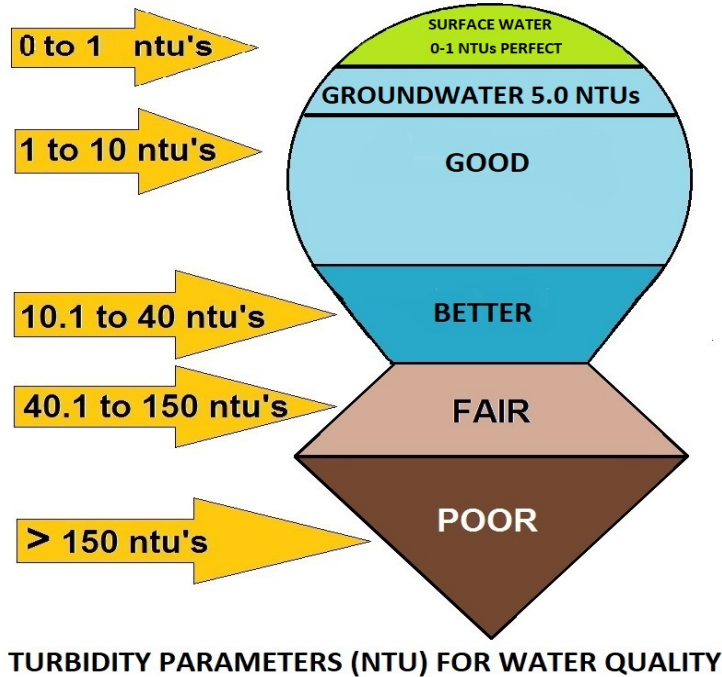 0 to 1 ntu's
SURFACE WATER
0-1 NTUs PERFECT
GROUNDWATER 5.0 NTUs
1 to 10 ntu's
GOOD
10.1 to 40 ntu's
BETTER
40.1 to 150 ntu's
FAIR
> 150 ntu's
POOR
TURBIDITY PARAMETERS (NTU) FOR WATER QUALITY